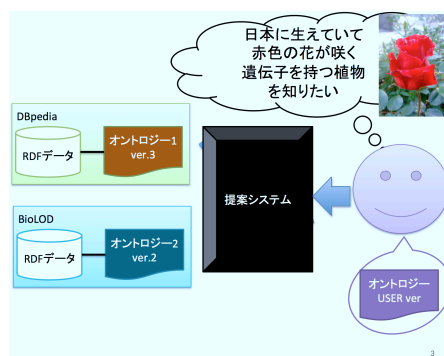 日本に生えていて
赤色の花が咲く
遺伝子を持つ植物
を知りたい
DBpedia
RDFデータ
オントロジー1
ver.3
提案システム
BioLOD
RDFデータ
オントロジー2
ver.2
オントロジー
USER ver
3